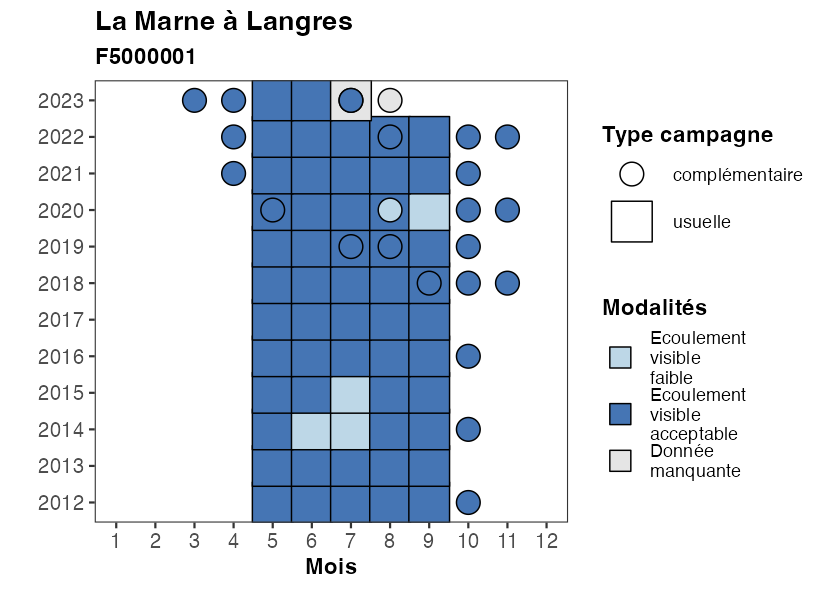 La Marne à Langres
F5000001
2023
2022
2021
2020
2019
2018
2017
2016
2015
2014
2013
2012
1 2 3 4 5 6 7 8 9 10 11 12
Mois
Type campagne
complémentaire
usuelle
Modalités
Ecoulement
visible
faible
Ecoulement
visible
acceptable
Donnée
manquante